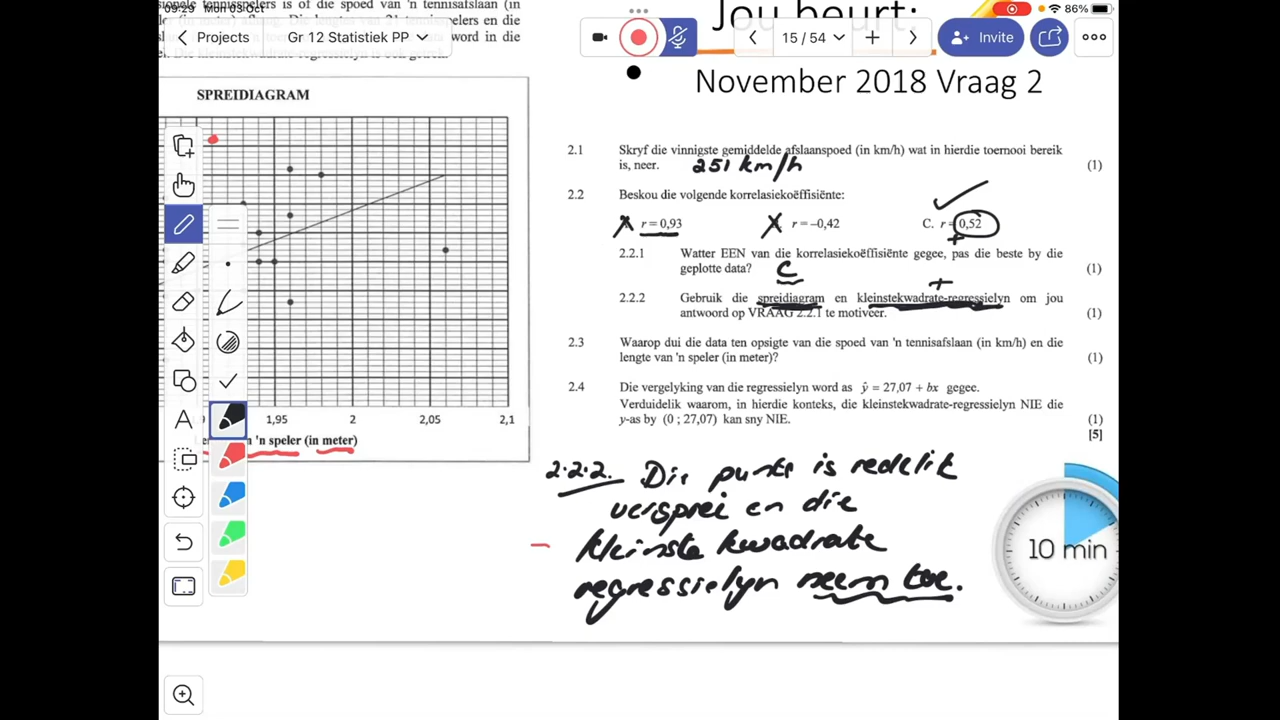 09:29 Mon 03 Oct
86%
Projects
Gr 12 Statistiek PP
15 / 54
Invite
Jou beurt:
November 2018 Vraag 2
SPREIDIAGRAM
1,95 2 2,05 2,1
'n speler (in meter)
2.1 Skryf die vinnigste gemiddelde afslaanspoed (in km/h) wat in hierdie toernooi bereik
is, neer. 251 km/h (1)
2.2 Beskou die volgende korrelasiekoëffisiënte:
r = 0,93 r = –0,42 C. r = 0,52
+
2.2.1 Watter EEN van die korrelasiekoëffisiënte gegee, pas die beste by die
geplotte data? C (1)
+
2.2.2 Gebruik die spreidiagram en kleinstekwadrate-regressielyn om jou
antwoord op VRAAG 2.2.1 te motiveer. (1)
2.3 Waarop dui die data ten opsigte van die spoed van 'n tennisafslaan (in km/h) en die
lengte van 'n speler (in meter)? (1)
2.4 Die vergelyking van die regressielyn word as ŷ = 27,07 + bx gegee.
Verduidelik waarom, in hierdie konteks, die kleinstekwadrate-regressielyn NIE die
y-as by (0 ; 27,07) kan sny NIE. (1)
[5]
2.2.2. Die punte is redelik
versprei en die
kleinste kwadrate
regressielyn neem toe.
10 min
A